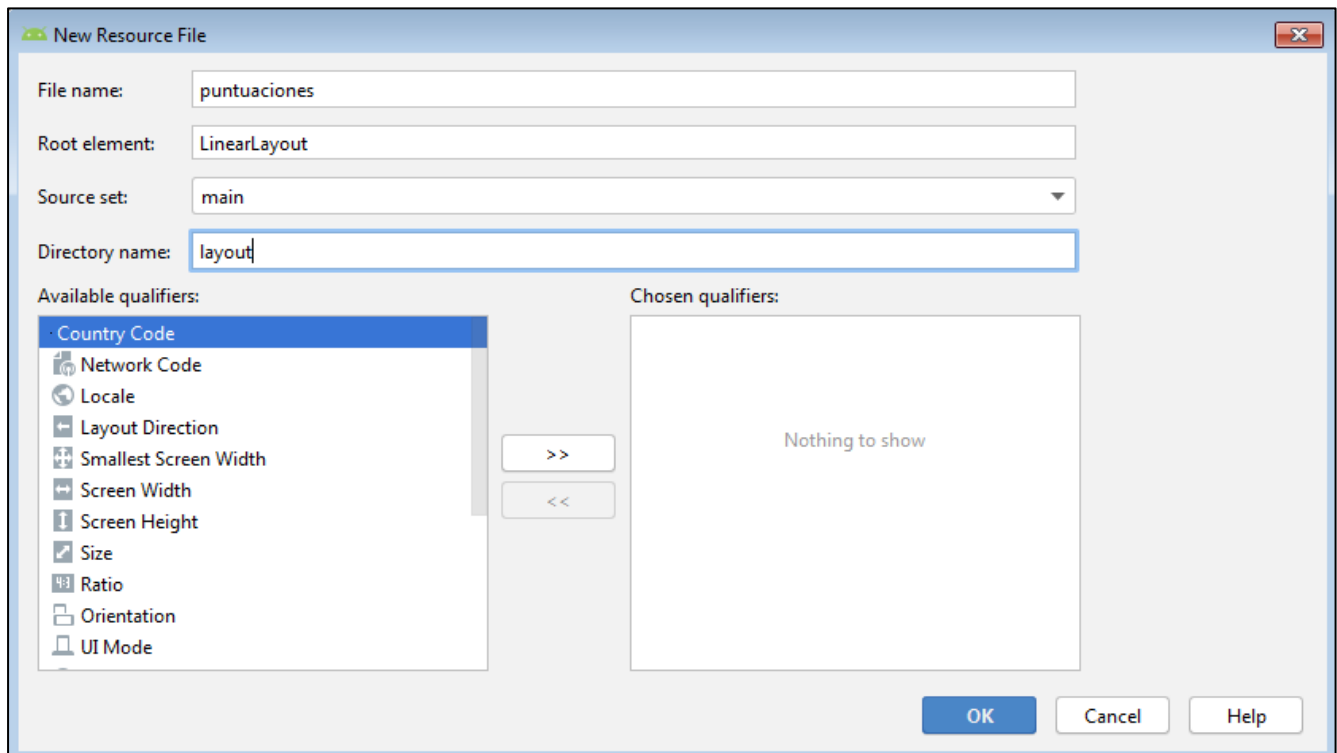 New Resource File
File name: puntuaciones
Root element: LinearLayout
Source set: main
Directory name: layout
Available qualifiers: Chosen qualifiers:
Country Code
Network Code
Locale
Layout Direction
Nothing to show
Smallest Screen Width
>>
Screen Width
<<
Screen Height
Size
4:3 Ratio
Orientation
UI Mode
OK Cancel Help